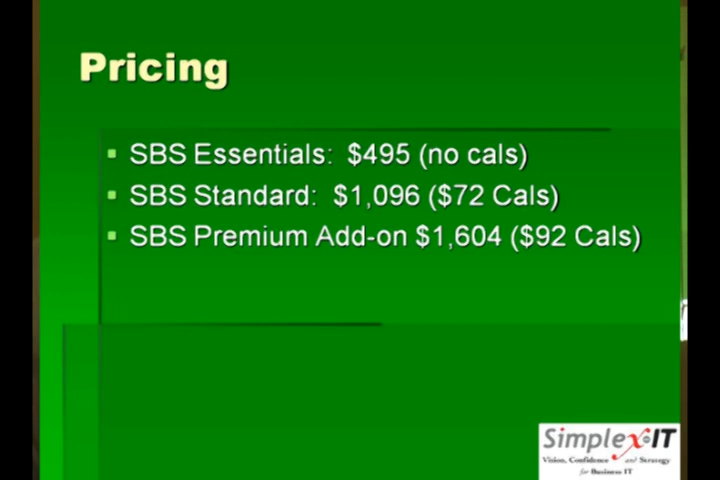 Pricing
SBS Essentials: $495 (no cals)
SBS Standard: $1,096 ($72 Cals)
SBS Premium Add-on $1,604 ($92 Cals)
Simplex-IT
Vision, Confidence and Strategy
for Business IT